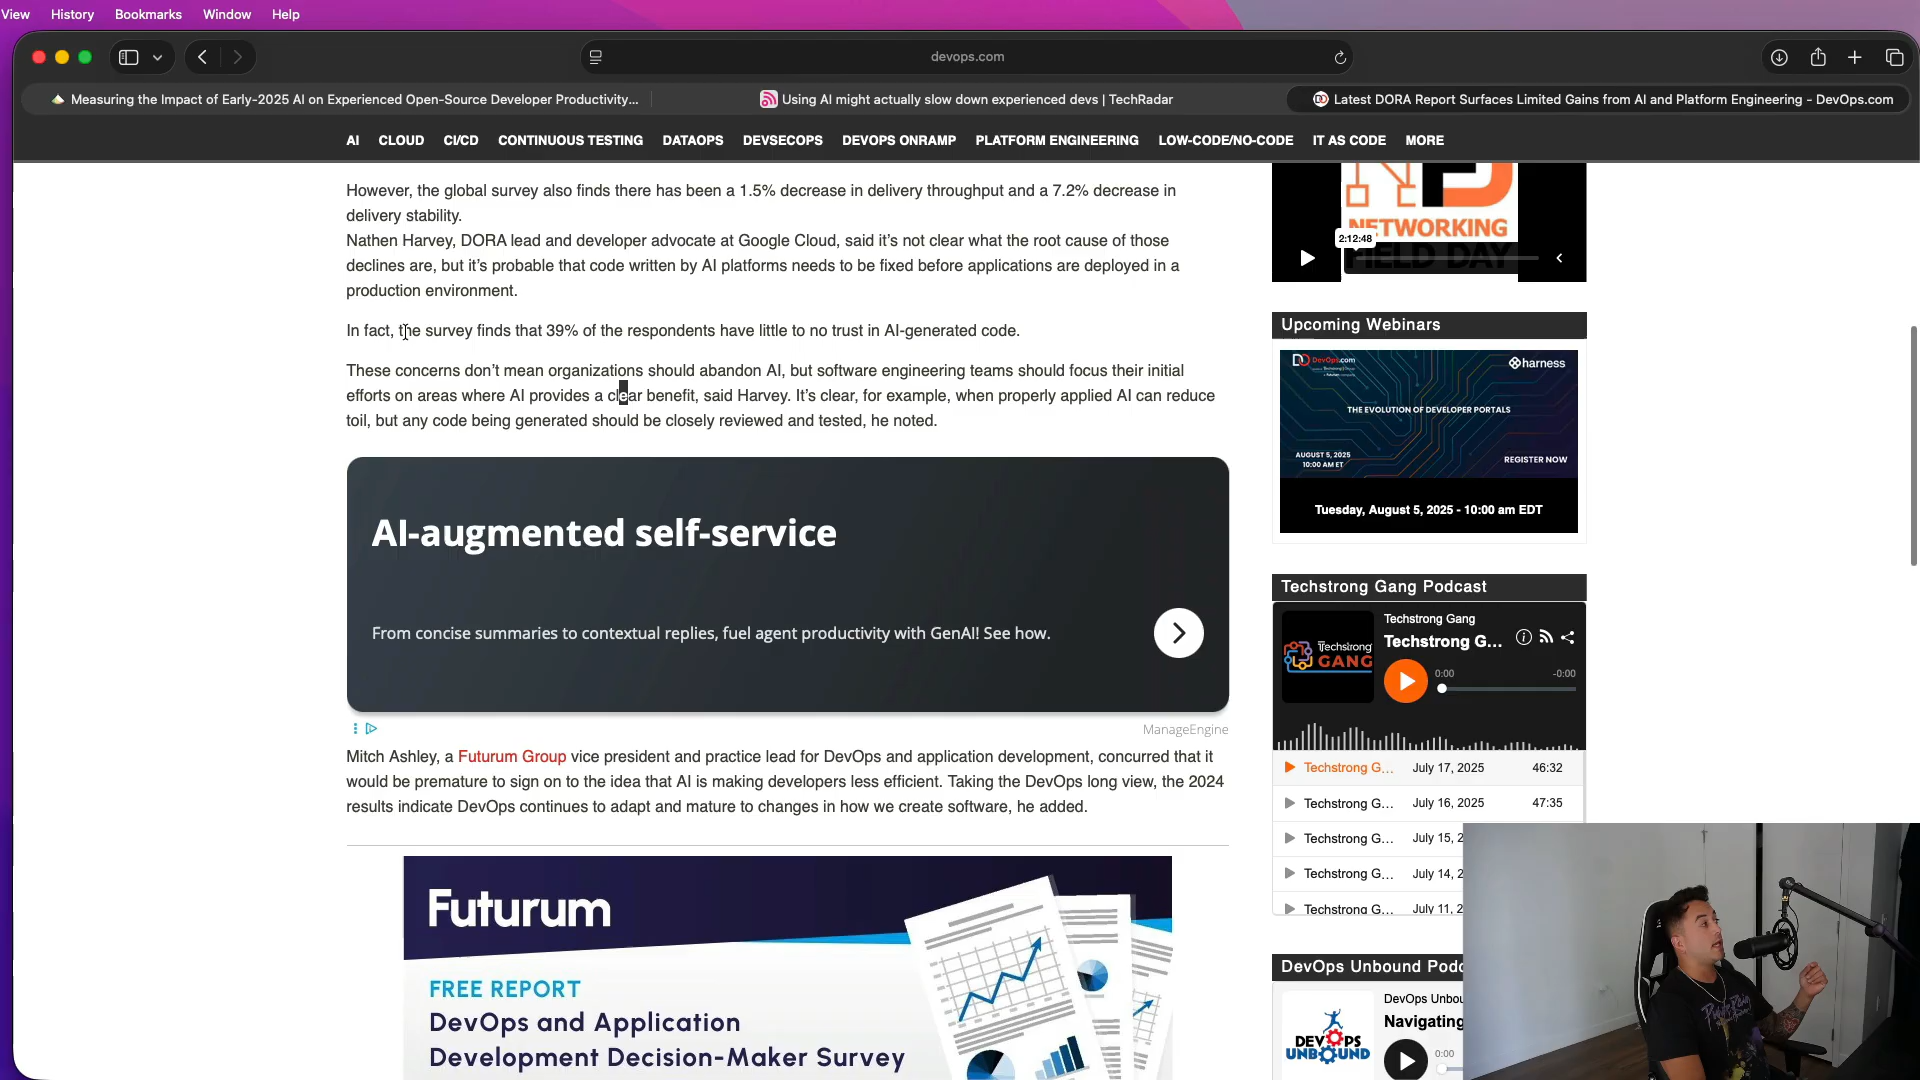 View History Bookmarks Window Help
devops.com
Measuring the Impact of Early-2025 AI on Experienced Open-Source Developer Productivity...
Using AI might actually slow down experienced devs | TechRadar
Latest DORA Report Surfaces Limited Gains from AI and Platform Engineering - DevOps.com
AI CLOUD CI/CD CONTINUOUS TESTING DATAOPS DEVSECOPS DEVOPS ONRAMP PLATFORM ENGINEERING LOW-CODE/NO-CODE IT AS CODE MORE
However, the global survey also finds there has been a 1.5% decrease in delivery throughput and a 7.2% decrease in
delivery stability.
Nathen Harvey, DORA lead and developer advocate at Google Cloud, said it's not clear what the root cause of those
declines are, but it's probable that code written by AI platforms needs to be fixed before applications are deployed in a
production environment.
In fact, the survey finds that 39% of the respondents have little to no trust in AI-generated code.
These concerns don't mean organizations should abandon AI, but software engineering teams should focus their initial
efforts on areas where AI provides a clear benefit, said Harvey. It's clear, for example, when properly applied AI can reduce
toil, but any code being generated should be closely reviewed and tested, he noted.
AI-augmented self-service
From concise summaries to contextual replies, fuel agent productivity with GenAI! See how.
ManageEngine
Mitch Ashley, a Futurum Group vice president and practice lead for DevOps and application development, concurred that it
would be premature to sign on to the idea that AI is making developers less efficient. Taking the DevOps long view, the 2024
results indicate DevOps continues to adapt and mature to changes in how we create software, he added.
Futurum
FREE REPORT
DevOps and Application
Development Decision-Maker Survey
NETWORKING
FIELD DAY
2:12:48
Upcoming Webinars
DevOps.com
harness
THE EVOLUTION OF DEVELOPER PORTALS
AUGUST 5, 2025
10:00 AM ET
REGISTER NOW
Tuesday, August 5, 2025 - 10:00 am EDT
Techstrong Gang Podcast
Techstrong
GANG
Techstrong Gang
Techstrong G...
0:00 -0:00
Techstrong G... July 17, 2025 46:32
Techstrong G... July 16, 2025 47:35
Techstrong G... July 15, 2
Techstrong G... July 14, 2
Techstrong G... July 11, 2
DevOps Unbound Podc
DEVOPS
UNBOUND
DevOps Unbou
Navigating
0:00